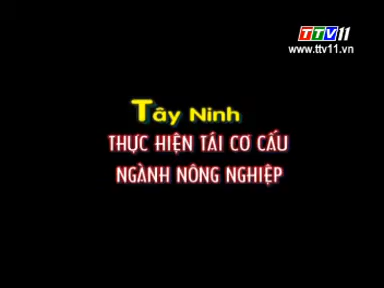 TTV11
www.ttv11.vn
Tây Ninh
THỰC HIỆN TÁI CƠ CẤU
NGÀNH NÔNG NGHIỆP